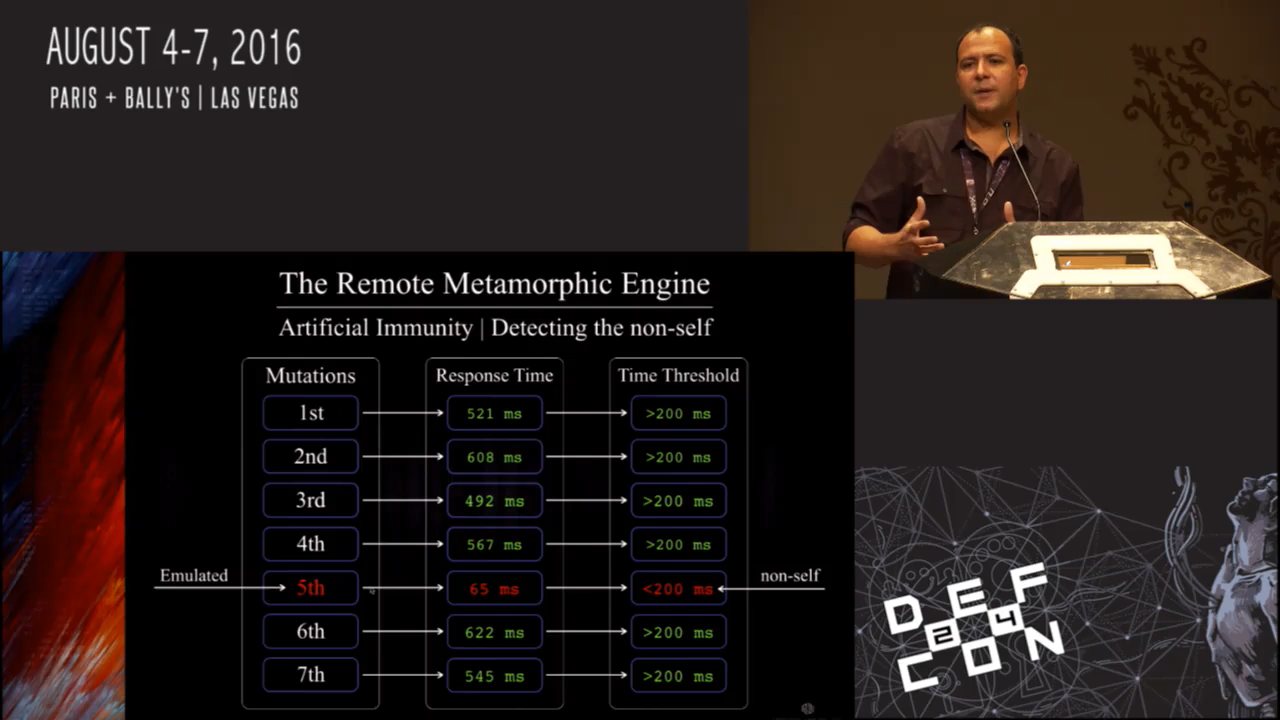 AUGUST 4-7, 2016
PARIS + BALLY'S | LAS VEGAS
The Remote Metamorphic Engine
Artificial Immunity | Detecting the non-self
Mutations Response Time Time Threshold
1st 521 ms >200 ms
2nd 608 ms >200 ms
3rd 492 ms >200 ms
4th 567 ms >200 ms
Emulated 5th 65 ms <200 ms non-self
6th 622 ms >200 ms
7th 545 ms >200 ms
DEF
24
CON